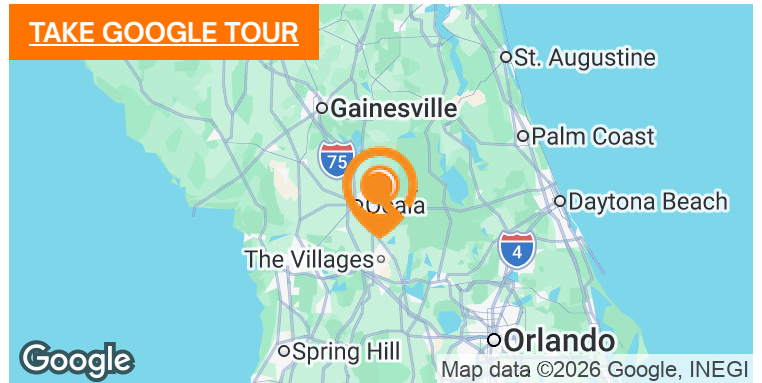 TAKE GOOGLE TOUR
St. Augustine
Gainesville
Palm Coast
75
Ocala
Daytona Beach
The Villages
4
Orlando
Spring Hill
Google
Map data ©2026 Google, INEGI